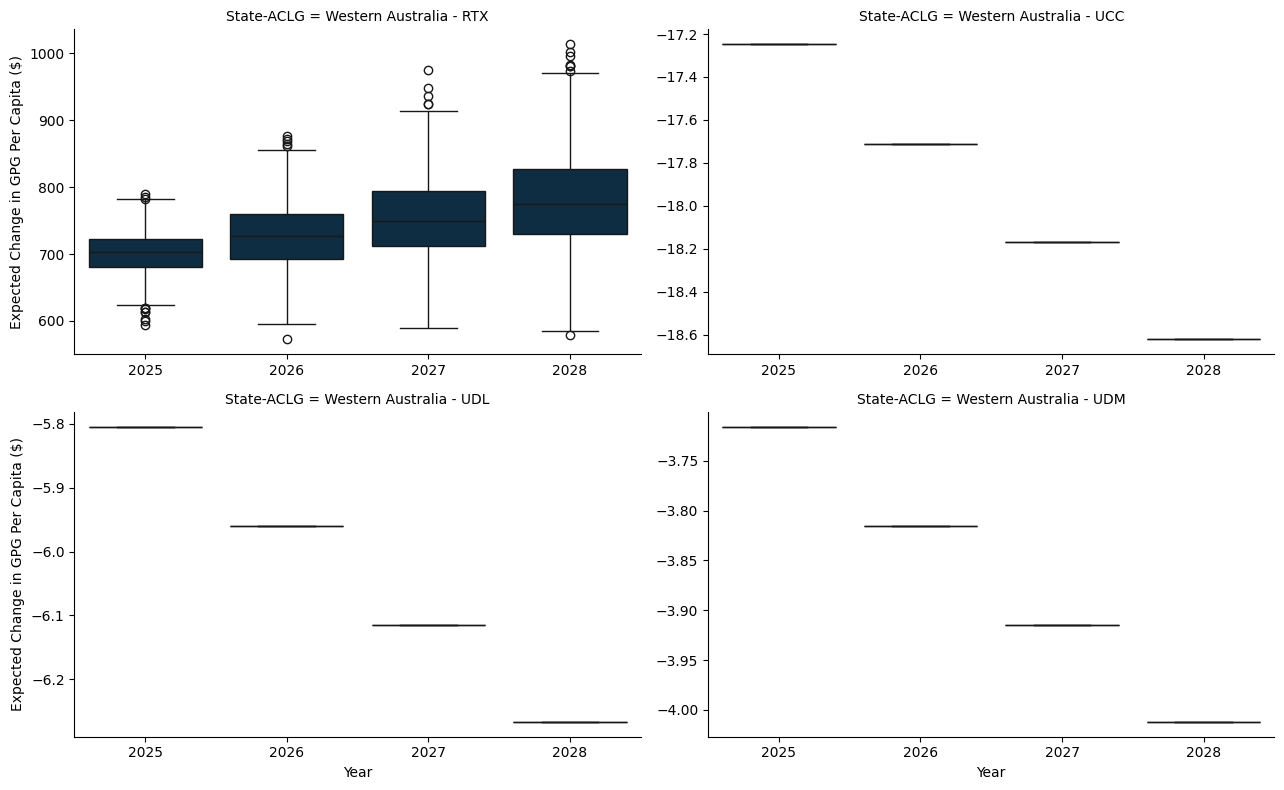 State-ACLG = Western Australia - RTX
Expected Change in GPG Per Capita ($)
1000
900
800
700
600
2025 2026 2027 2028
State-ACLG = Western Australia - UCC
−17.2
−17.4
−17.6
−17.8
−18.0
−18.2
−18.4
−18.6
2025 2026 2027 2028
State-ACLG = Western Australia - UDL
Expected Change in GPG Per Capita ($)
−5.8
−5.9
−6.0
−6.1
−6.2
2025 2026 2027 2028
Year
State-ACLG = Western Australia - UDM
−3.75
−3.80
−3.85
−3.90
−3.95
−4.00
2025 2026 2027 2028
Year